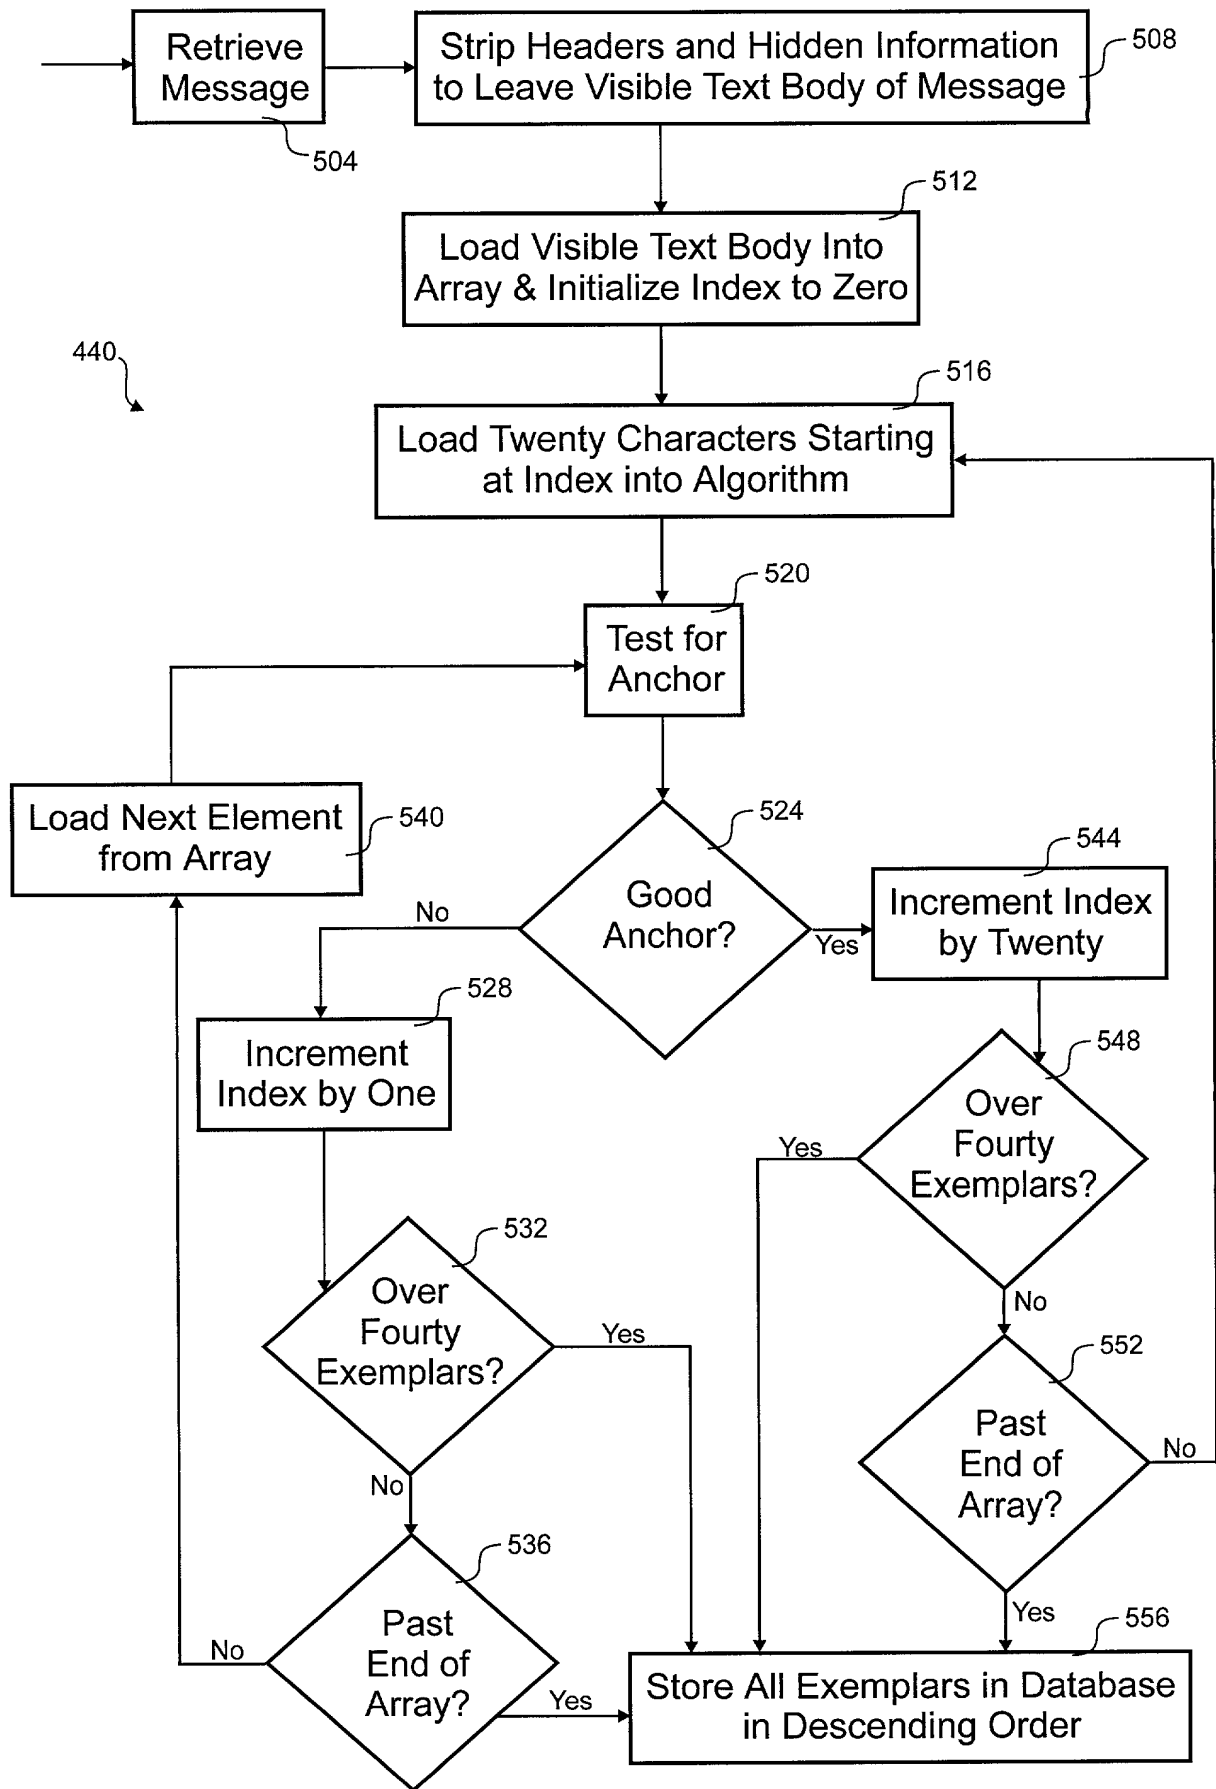 Retrieve
Message
504
Strip Headers and Hidden Information
to Leave Visible Text Body of Message
508
512
Load Visible Text Body Into
Array & Initialize Index to Zero
440
516
Load Twenty Characters Starting
at Index into Algorithm
520
Test for
Anchor
Load Next Element
from Array
540
524
Good
Anchor?
No
Yes
544
Increment Index
by Twenty
528
Increment
Index by One
548
Over
Fourty
Exemplars?
Yes
No
532
Over
Fourty
Exemplars?
Yes
No
552
Past
End of
Array?
No
Yes
536
Past
End of
Array?
No
Yes
556
Store All Exemplars in Database
in Descending Order